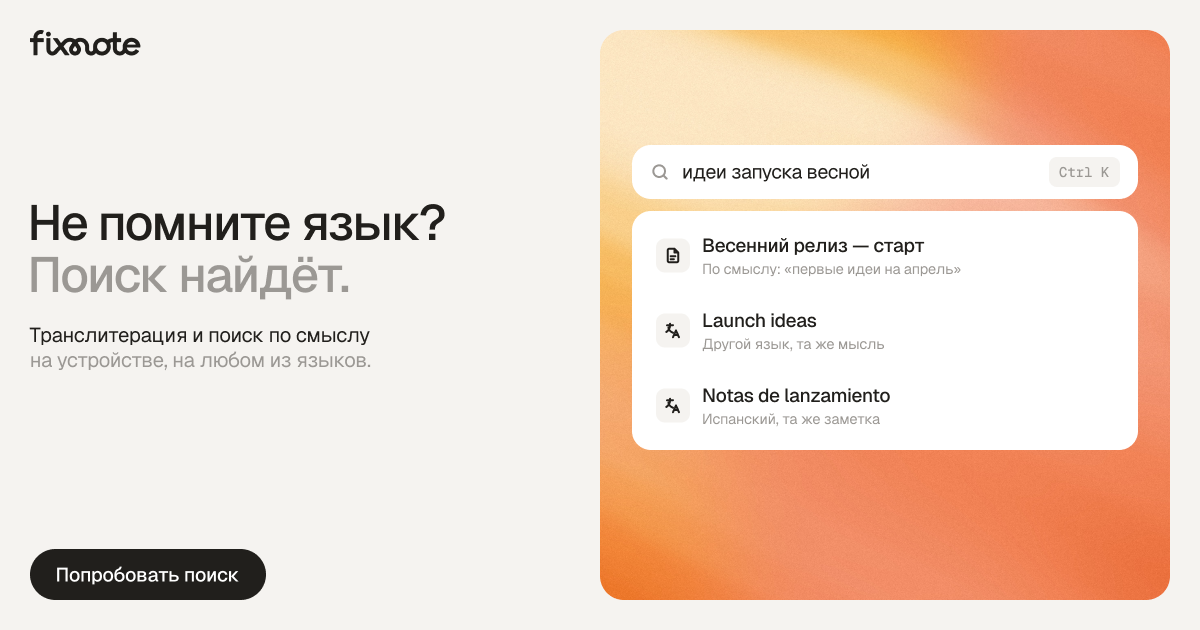 fixnote
Не помните язык?
Поиск найдёт.
Транслитерация и поиск по смыслу
на устройстве, на любом из языков.
Попробовать поиск
идеи запуска весной
Ctrl K
Весенний релиз — старт
По смыслу: «первые идеи на апрель»
Launch ideas
Другой язык, та же мысль
Notas de lanzamiento
Испанский, та же заметка